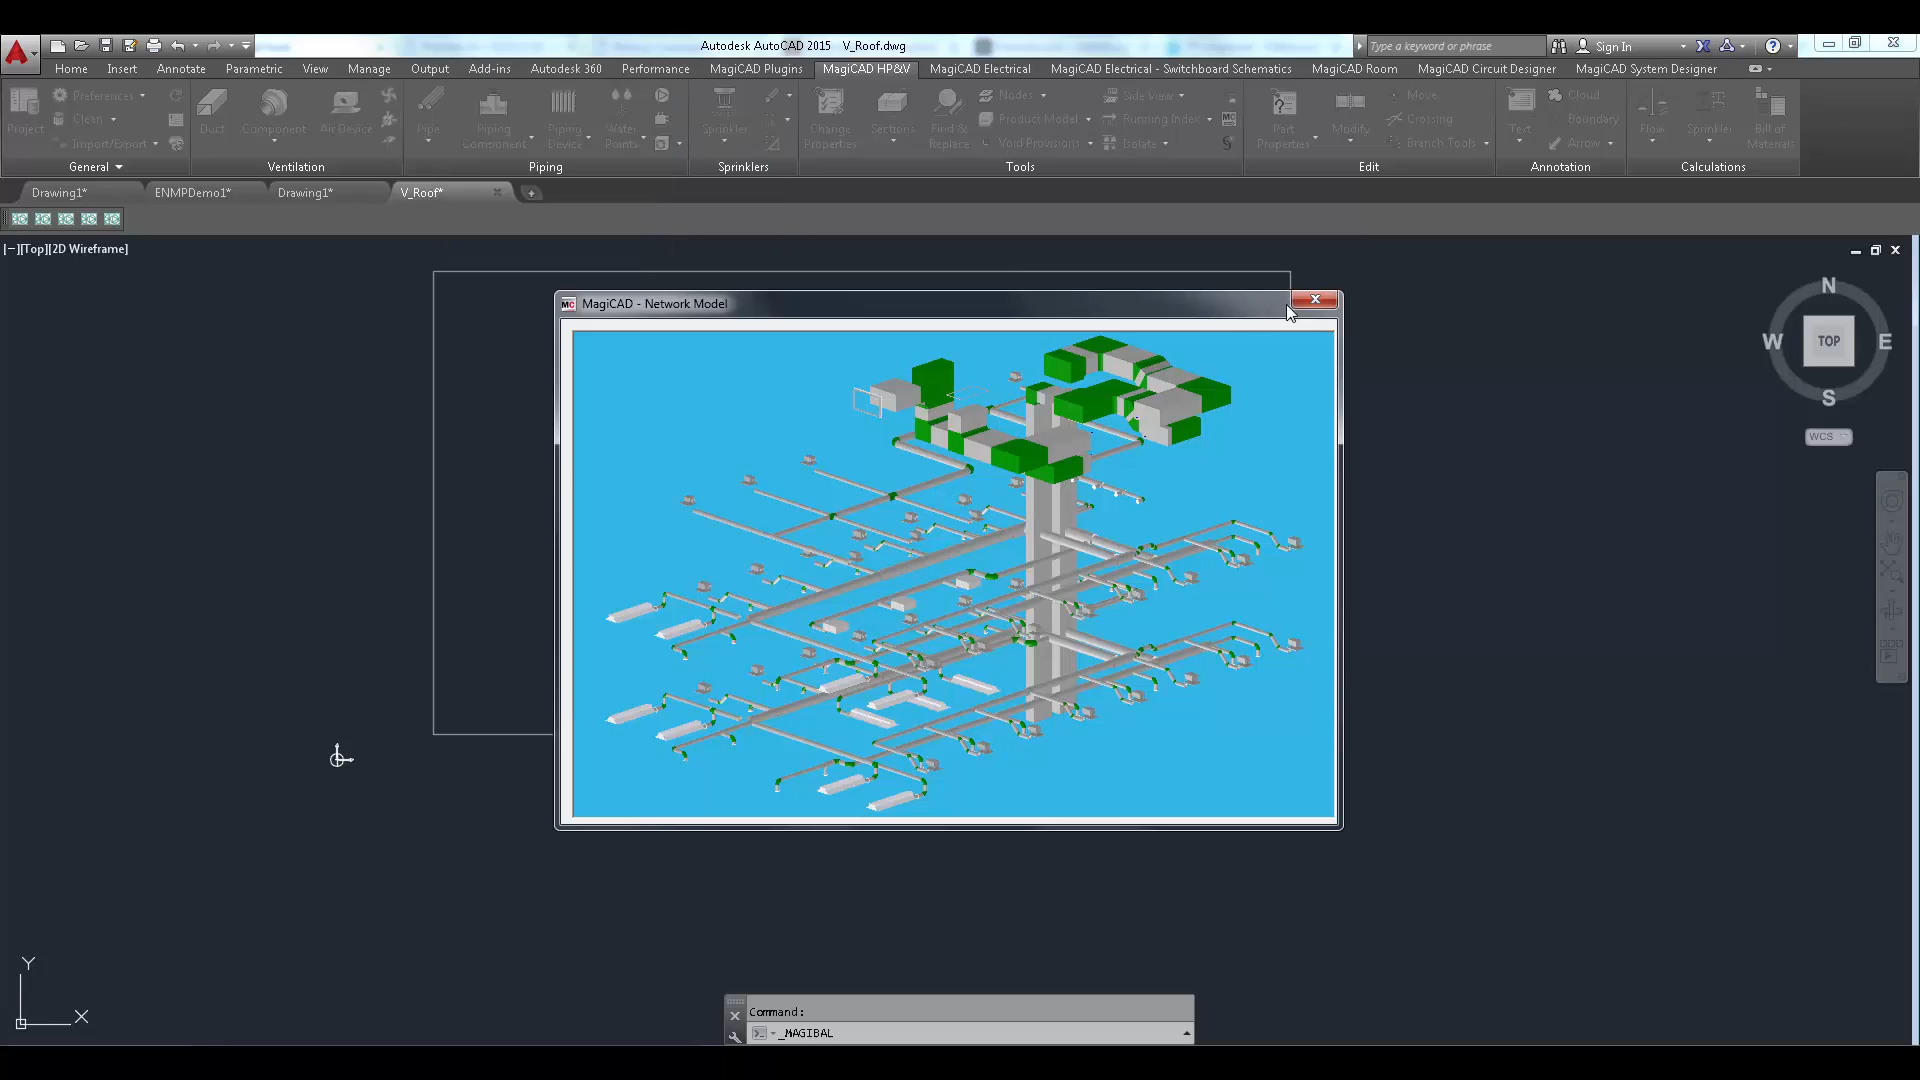 Autodesk AutoCAD 2015 V_Roof.dwg
Type a keyword or phrase
Sign In
Home Insert Annotate Parametric View Manage Output Add-ins Autodesk 360 Performance MagiCAD Plugins MagiCAD HP&V MagiCAD Electrical MagiCAD Electrical - Switchboard Schematics MagiCAD Room MagiCAD Circuit Designer MagiCAD System Designer
Project
Preferences
Clean
Import/Export
General
Duct
Component
Air Device
Ventilation
Pipe
Piping Component
Piping Device
Water Points
Piping
Sprinkler
Sprinklers
Change Properties
Sections
Find & Replace
Nodes
Product Model
Void Provisions
Side View
Running Index
Isolate
Tools
Part Properties
Modify
Move
Crossing
Branch Tools
Edit
Text
Cloud
Boundary
Arrow
Annotation
Flow
Sprinkler
Bill of Materials
Calculations
Drawing1* ENMPDemo1* Drawing1* V_Roof*
[−][Top][2D Wireframe]
MC MagiCAD - Network Model
N
W TOP E
S
WCS
Y
X
Command:
_MAGIBAL